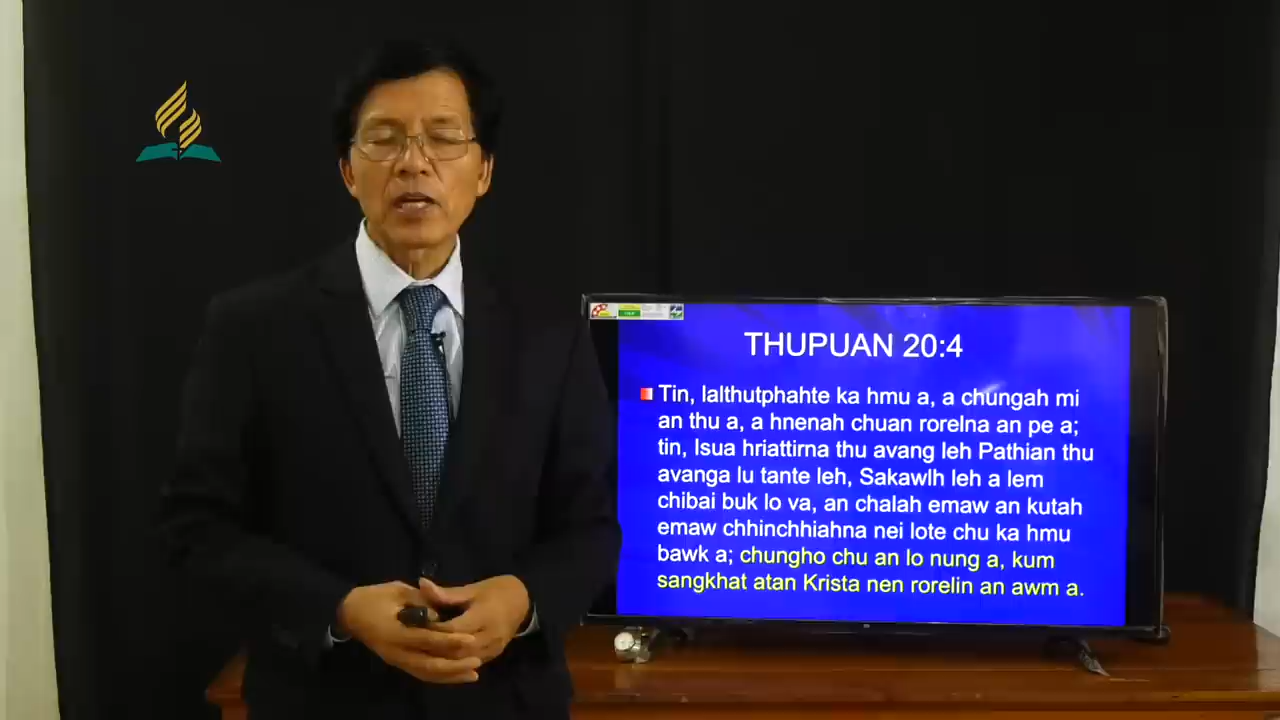 THUPUAN 20:4
Tin, lalthutphahte ka hmu a, a chungah mi
an thu a, a hnenah chuan rorelna an pe a;
tin, Isua hriattirna thu avang leh Pathian thu
avanga lu tante leh, Sakawlh leh a lem
chibai buk lo va, an chalah emaw an kutah
emaw chhinchhiahna nei lote chu ka hmu
bawk a; chungho chu an lo nung a, kum
sangkhat atan Krista nen rorelin an awm a.